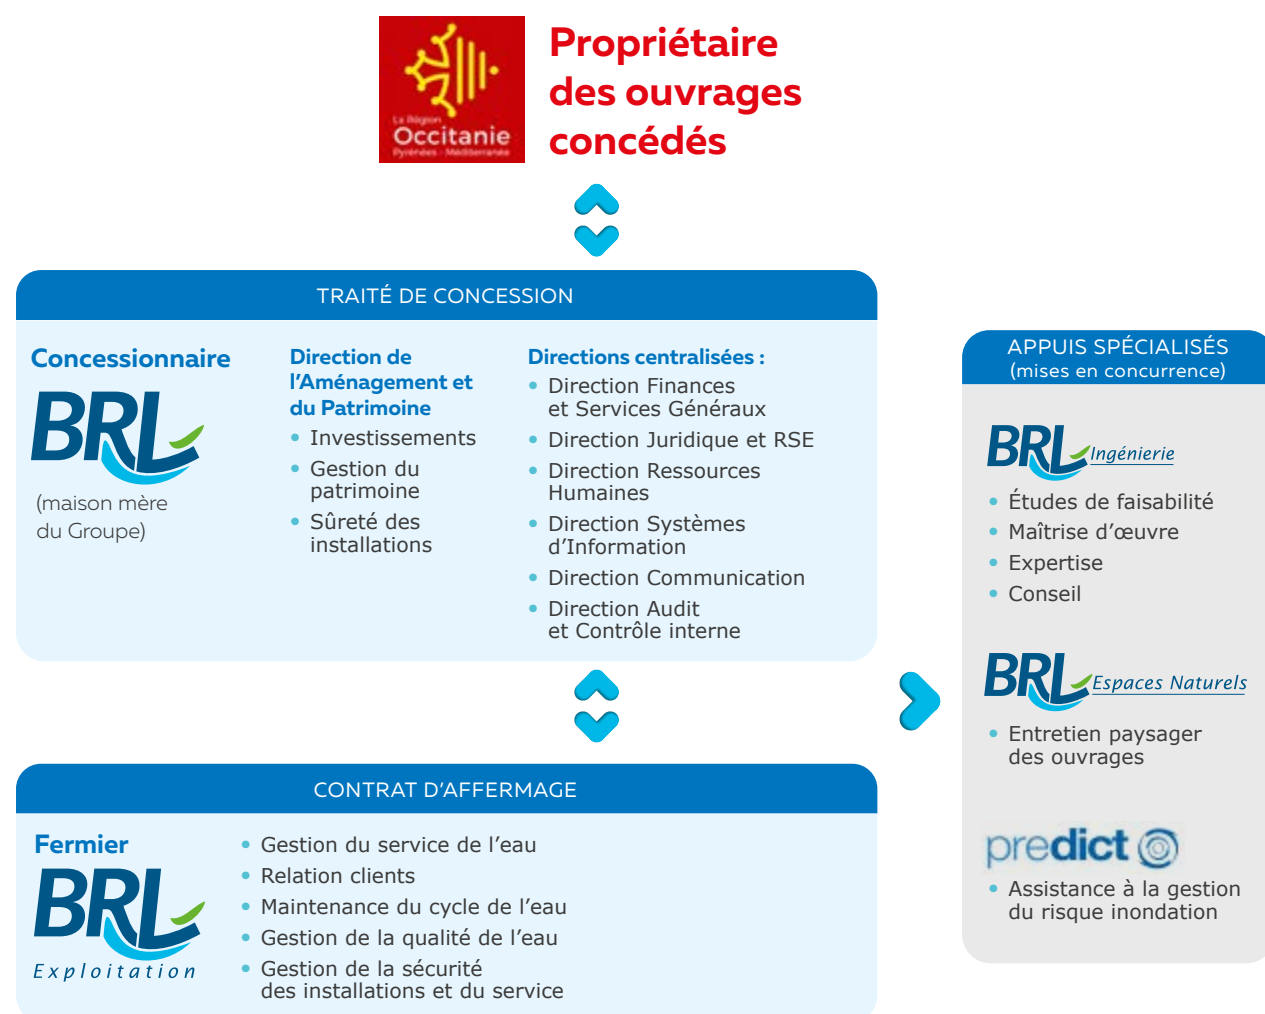 La Région
Occitanie
Pyrénées - Méditerranée
Propriétaire
des ouvrages
concédés
TRAITÉ DE CONCESSION
Concessionnaire
BRL
(maison mère
du Groupe)
Direction de
l'Aménagement et
du Patrimoine
• Investissements
• Gestion du
patrimoine
• Sûreté des
installations
Directions centralisées :
• Direction Finances
et Services Généraux
• Direction Juridique et RSE
• Direction Ressources
Humaines
• Direction Systèmes
d'Information
• Direction Communication
• Direction Audit
et Contrôle interne
CONTRAT D'AFFERMAGE
Fermier
BRL
Exploitation
• Gestion du service de l'eau
• Relation clients
• Maintenance du cycle de l'eau
• Gestion de la qualité de l'eau
• Gestion de la sécurité
des installations et du service
APPUIS SPÉCIALISÉS
(mises en concurrence)
BRL Ingénierie
• Études de faisabilité
• Maîtrise d'œuvre
• Expertise
• Conseil
BRL Espaces Naturels
• Entretien paysager
des ouvrages
predict
• Assistance à la gestion
du risque inondation